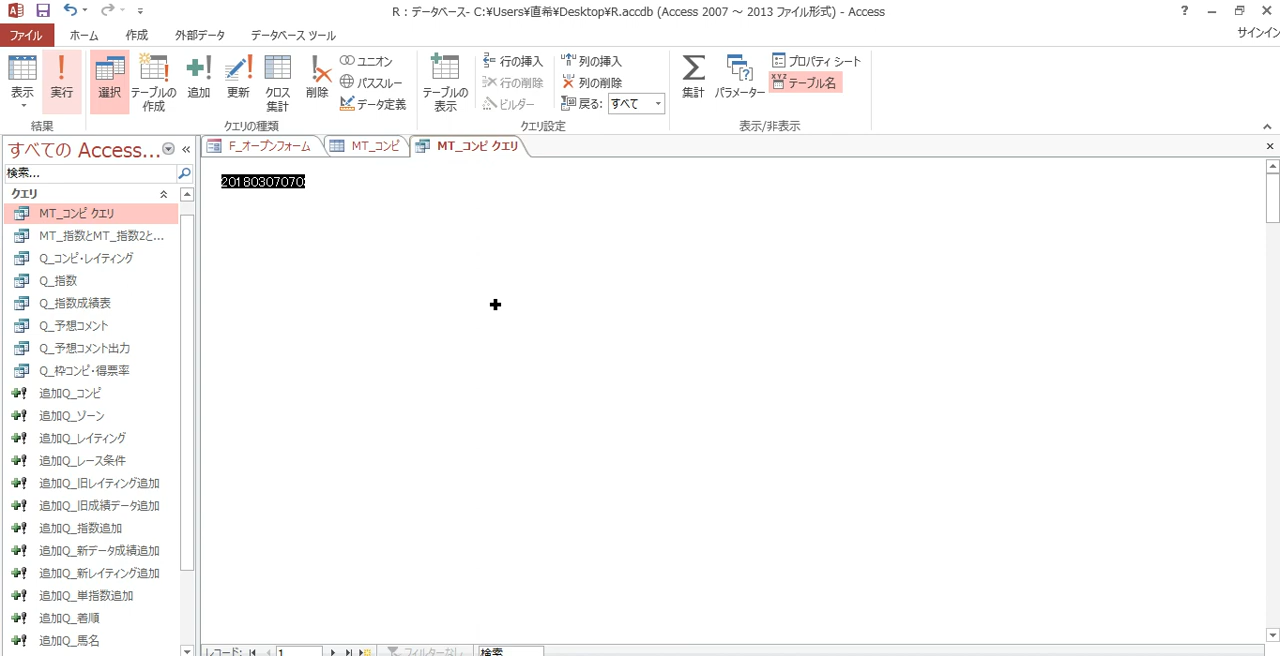 R : データベース- C:¥Users¥直希¥Desktop¥R.accdb (Access 2007 ～ 2013 ファイル形式) - Access
ファイル ホーム 作成 外部データ データベース ツール サインイン
表示 実行 選択 テーブルの作成 追加 更新 クロス集計 削除
ユニオン
パススルー
データ定義
テーブルの表示
行の挿入
行の削除
ビルダー
列の挿入
列の削除
戻る: すべて
集計 パラメーター
プロパティ シート
テーブル名
結果 クエリの種類 クエリ設定 表示/非表示
すべての Access...
検索...
クエリ
MT_コンピ クエリ
MT_指数とMT_指数2と...
Q_コンピ・レイティング
Q_指数
Q_指数成績表
Q_予想コメント
Q_予想コメント出力
Q_枠コンピ・得票率
追加Q_コンピ
追加Q_ゾーン
追加Q_レイティング
追加Q_レース条件
追加Q_旧レイティング追加
追加Q_旧成績データ追加
追加Q_指数追加
追加Q_新データ成績追加
追加Q_新レイティング追加
追加Q_単指数追加
追加Q_着順
追加Q_馬名
F_オープンフォーム MT_コンピ MT_コンピ クエリ
20180307070
レコード: 1 フィルターなし 検索